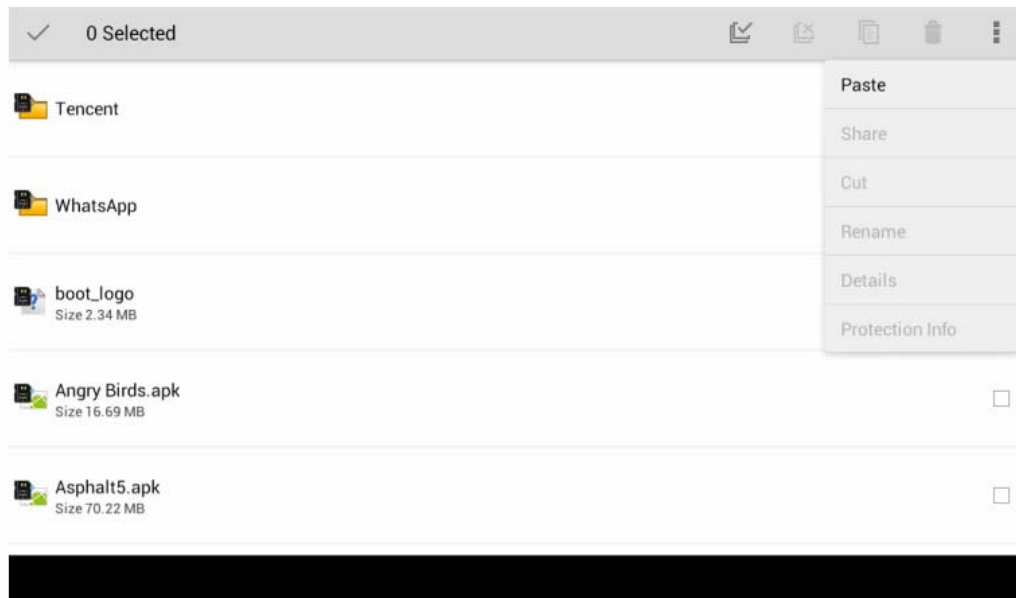 0 Selected
Paste
Share
Cut
Rename
Details
Protection Info
Tencent
WhatsApp
boot_logo
Size 2.34 MB
Angry Birds.apk
Size 16.69 MB
Asphalt5.apk
Size 70.22 MB